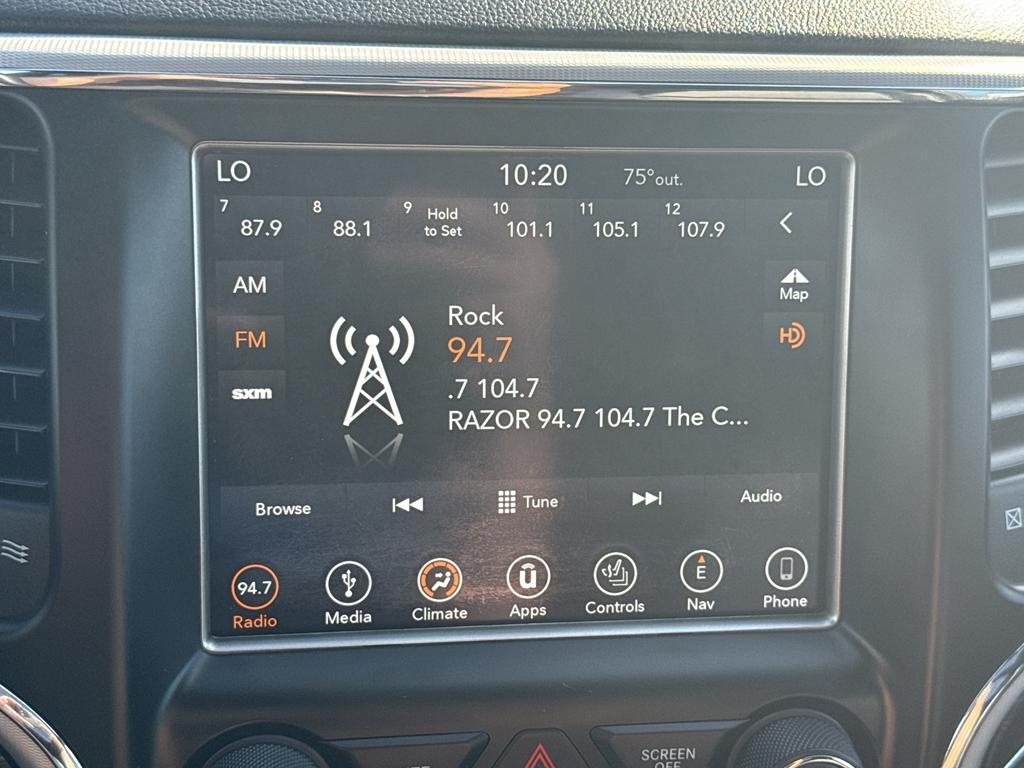 LO 10:20 75°out. LO
7 87.9 8 88.1 9 Hold to Set 10 101.1 11 105.1 12 107.9
AM
Map
Rock
FM
94.7
HD
.7 104.7
sxm
RAZOR 94.7 104.7 The C...
Browse Tune Audio
94.7 E
Radio Media Climate Apps Controls Nav Phone
SCREEN
OFF